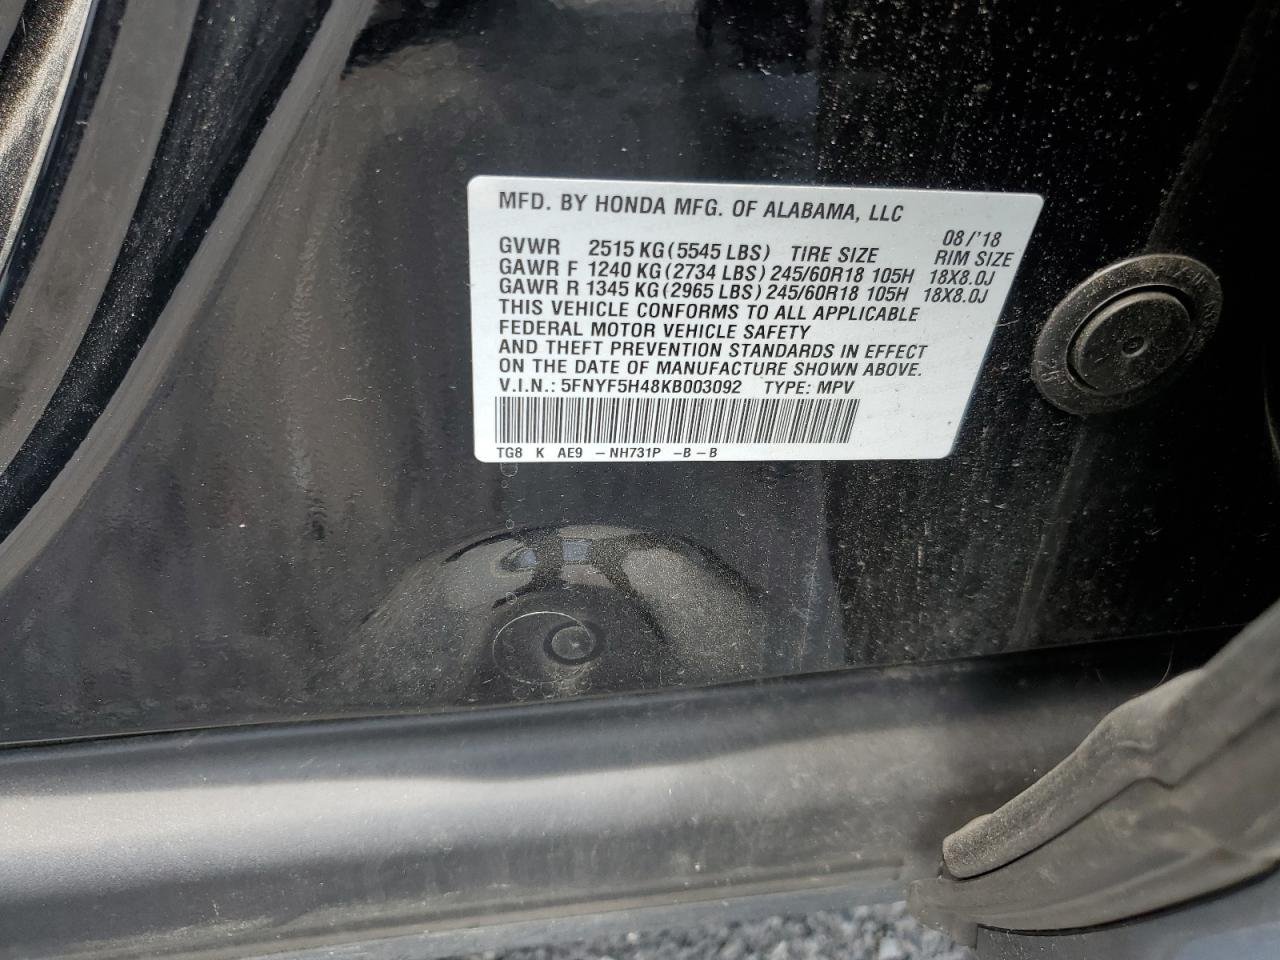 MFD. BY HONDA MFG. OF ALABAMA, LLC
08/'18
GVWR 2515 KG (5545 LBS) TIRE SIZE RIM SIZE
GAWR F 1240 KG (2734 LBS) 245/60R18 105H 18X8.0J
GAWR R 1345 KG (2965 LBS) 245/60R18 105H 18X8.0J
THIS VEHICLE CONFORMS TO ALL APPLICABLE
FEDERAL MOTOR VEHICLE SAFETY
AND THEFT PREVENTION STANDARDS IN EFFECT
ON THE DATE OF MANUFACTURE SHOWN ABOVE.
V.I.N.: 5FNYF5H48KB003092 TYPE: MPV
TG8 K AE9 -NH731P -B-B